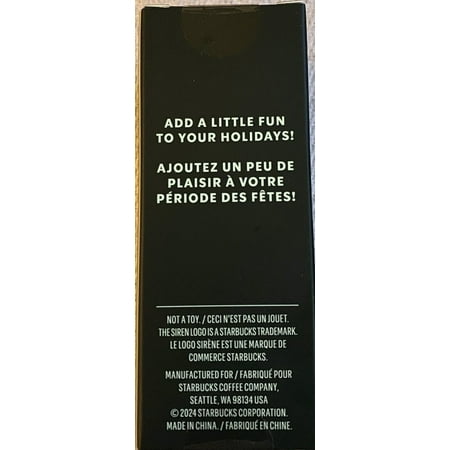 ADD A LITTLE FUN
TO YOUR HOLIDAYS!
AJOUTEZ UN PEU DE
PLAISIR À VOTRE
PÉRIODE DES FÊTES!
NOT A TOY. / CECI N'EST PAS UN JOUET.
THE SIREN LOGO IS A STARBUCKS TRADEMARK.
LE LOGO SIRÈNE EST UNE MARQUE DE
COMMERCE STARBUCKS.
MANUFACTURED FOR / FABRIQUÉ POUR
STARBUCKS COFFEE COMPANY,
SEATTLE, WA 98134 USA
© 2024 STARBUCKS CORPORATION.
MADE IN CHINA. / FABRIQUÉ EN CHINE.